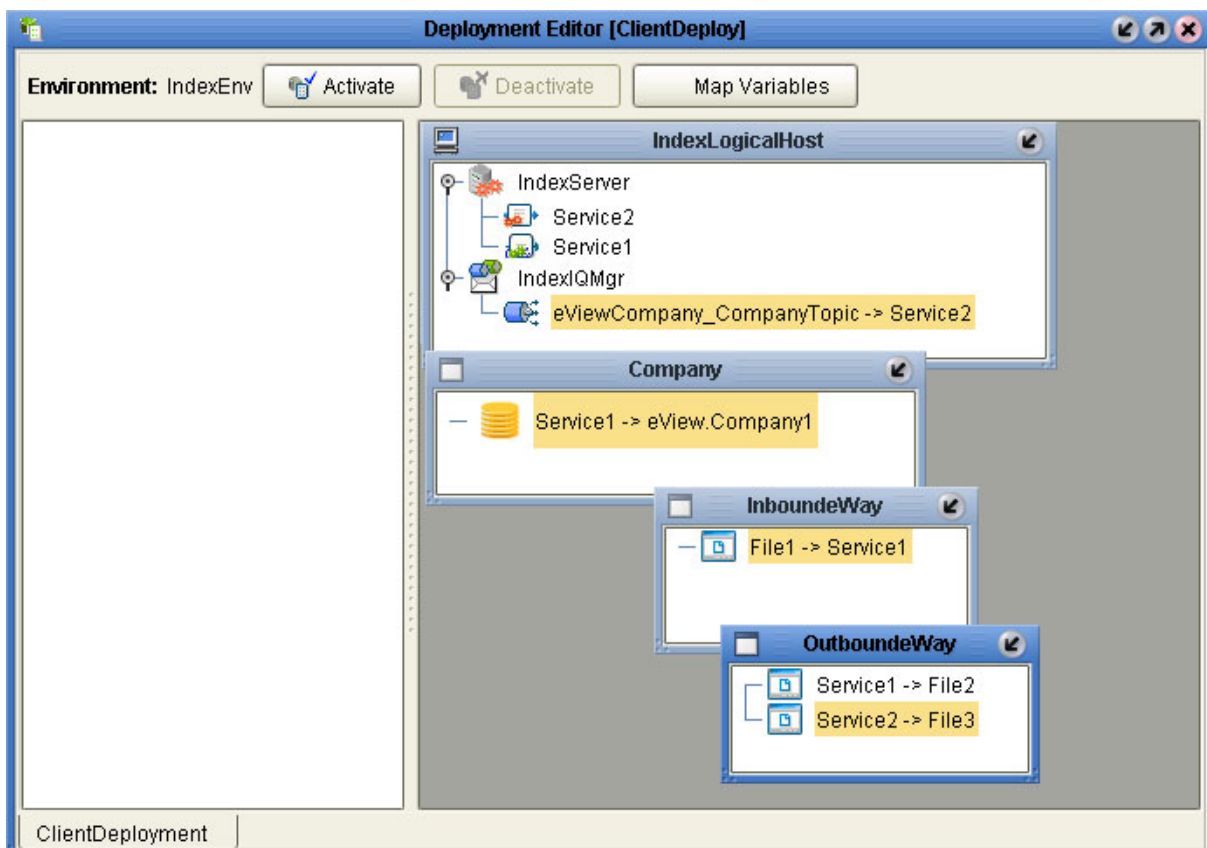 Deployment Editor [ClientDeploy]
Environment: IndexEnv Activate Deactivate Map Variables
IndexLogicalHost
IndexServer
Service2
Service1
IndexIQMgr
eViewCompany_CompanyTopic -> Service2
Company
Service1 -> eView.Company1
InboundeWay
File1 -> Service1
OutboundeWay
Service1 -> File2
Service2 -> File3
ClientDeployment